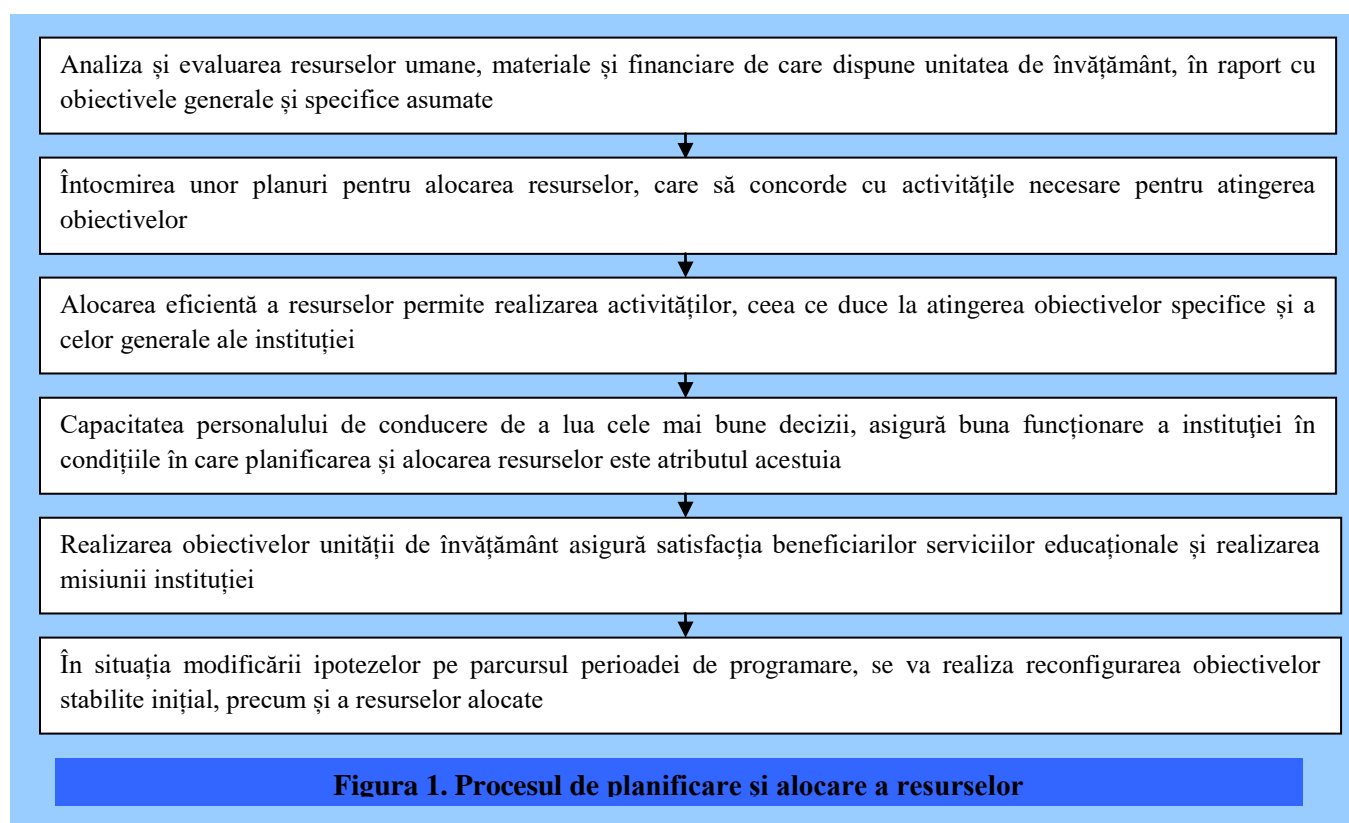 Analiza și evaluarea resurselor umane, materiale și financiare de care dispune unitatea de învățământ, în raport cu
obiectivele generale și specifice asumate
Întocmirea unor planuri pentru alocarea resurselor, care să concorde cu activităţile necesare pentru atingerea
obiectivelor
Alocarea eficientă a resurselor permite realizarea activităților, ceea ce duce la atingerea obiectivelor specifice și a
celor generale ale instituției
Capacitatea personalului de conducere de a lua cele mai bune decizii, asigură buna funcționare a instituţiei în
condițiile în care planificarea și alocarea resurselor este atributul acestuia
Realizarea obiectivelor unității de învățământ asigură satisfacția beneficiarilor serviciilor educaționale și realizarea
misiunii instituției
În situația modificării ipotezelor pe parcursul perioadei de programare, se va realiza reconfigurarea obiectivelor
stabilite inițial, precum și a resurselor alocate
Figura 1. Procesul de planificare și alocare a resurselor